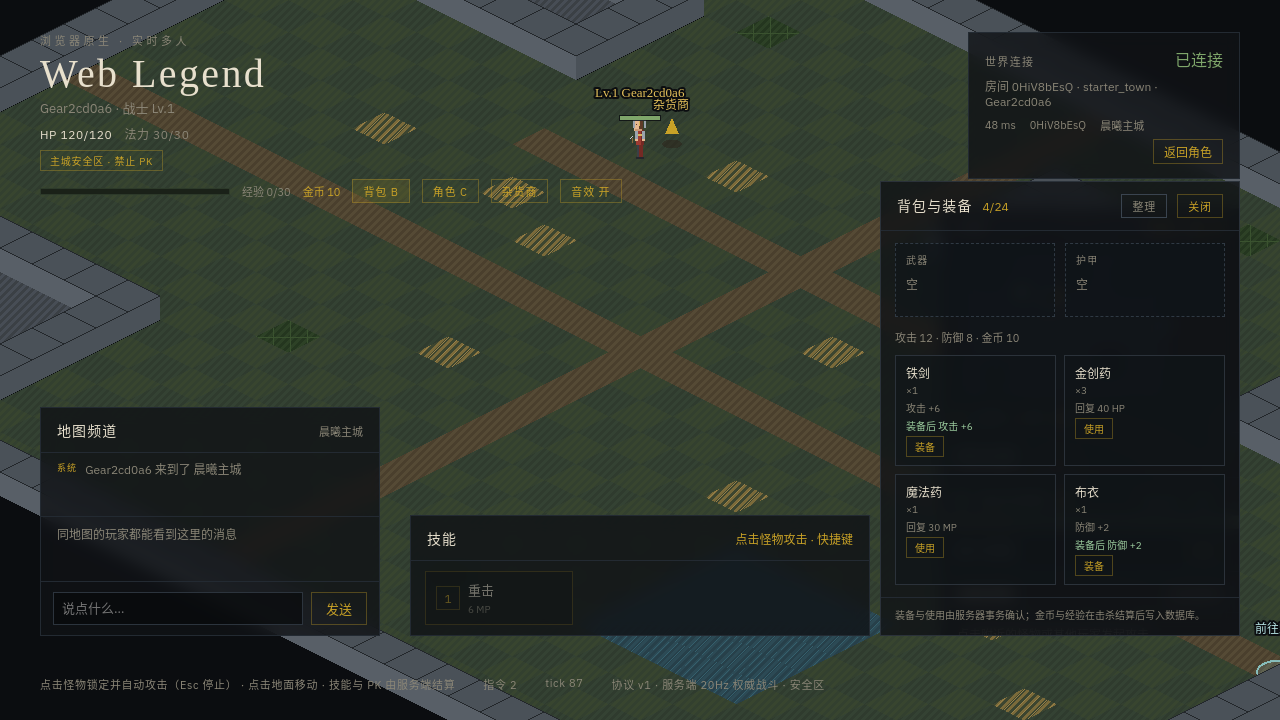 浏览器原生 · 实时多人
Web Legend
Gear2cd0a6 · 战士 Lv.1
HP 120/120 法力 30/30
主城安全区 · 禁止 PK
经验 0/30 金币 10 背包 B 角色 C 杂货商 音效 开
Lv.1 Gear2cd0a6
杂货商
世界连接 已连接
房间 0HiV8bEsQ · starter_town ·
Gear2cd0a6
48 ms 0HiV8bEsQ 晨曦主城
返回角色
背包与装备 4/24 整理 关闭
武器 护甲
空 空
攻击 12 · 防御 8 · 金币 10
铁剑
×1
攻击 +6
装备后 攻击 +6
装备
金创药
×3
回复 40 HP
使用
魔法药
×1
回复 30 MP
使用
布衣
×1
防御 +2
装备后 防御 +2
装备
装备与使用由服务器事务确认；金币与经验在击杀结算后写入数据库。
地图频道 晨曦主城
系统 Gear2cd0a6 来到了 晨曦主城
同地图的玩家都能看到这里的消息
说点什么… 发送
技能 点击怪物攻击 · 快捷键
1 重击
6 MP
前往
点击怪物锁定并自动攻击（Esc 停止） · 点击地面移动 · 技能与 PK 由服务端结算 指令 2 tick 87 协议 v1 · 服务端 20Hz 权威战斗 · 安全区